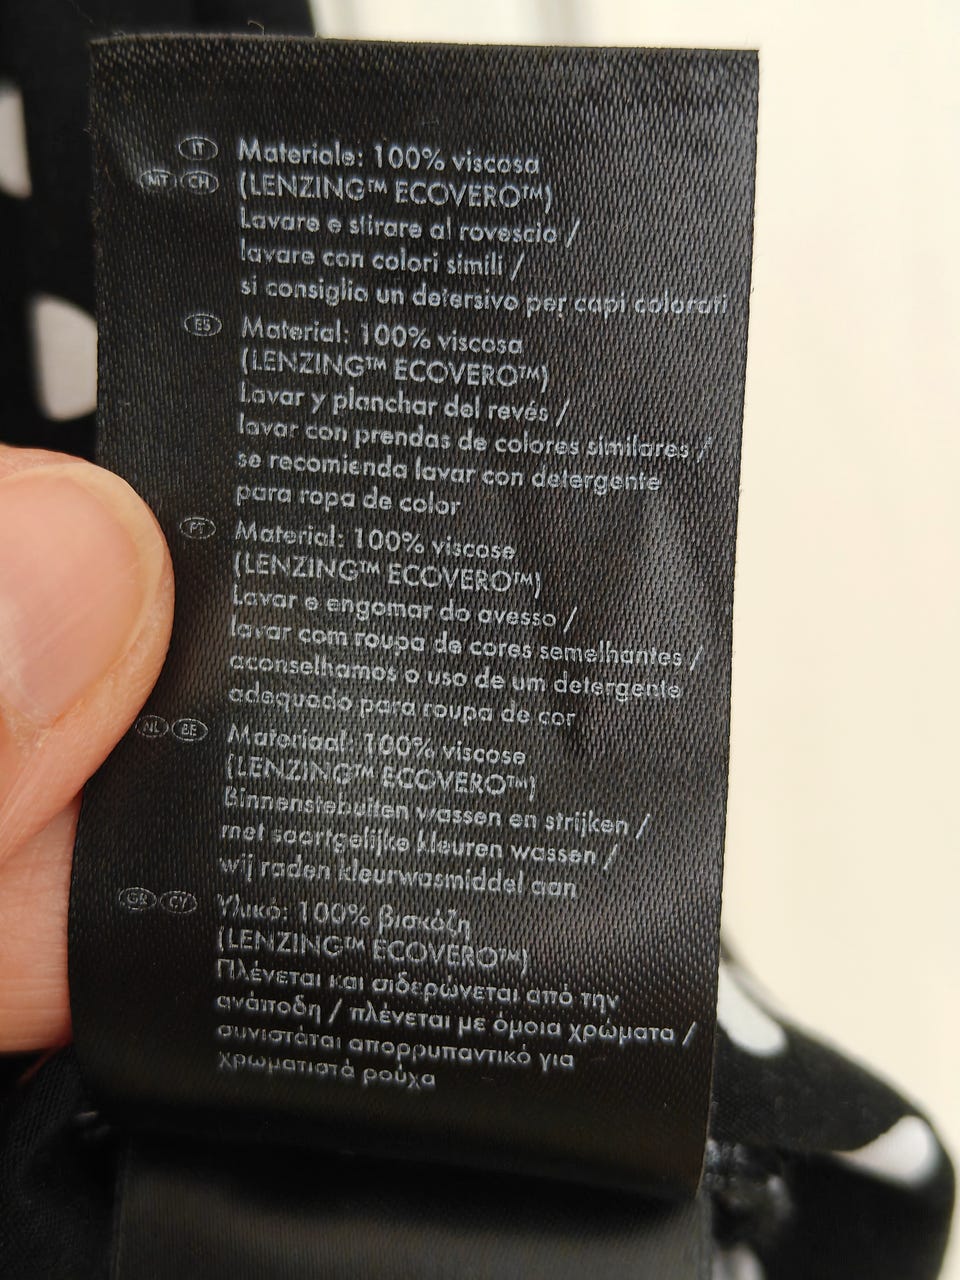 IT Materiale: 100% viscosa
MT CH (LENZING™ ECOVERO™)
Lavare e stirare al rovescio /
lavare con colori simili /
si consiglia un detersivo per capi colorati
ES Material: 100% viscosa
(LENZING™ ECOVERO™)
Lavar y planchar del revés /
lavar con prendas de colores similares /
se recomienda lavar con detergente
para ropa de color
PT Material: 100% viscose
(LENZING™ ECOVERO™)
Lavar e engomar do avesso /
lavar com roupa de cores semelhantes /
aconselhamos o uso de um detergente
adequado para roupa de cor
NL BE Materiaal: 100% viscose
(LENZING™ ECOVERO™)
Binnenstebuiten wassen en strijken /
met soortgelijke kleuren wassen /
wij raden kleurwasmiddel aan
GR CY Υλικό: 100% βισκόζη
(LENZING™ ECOVERO™)
Πλένεται και σιδερώνεται από την
ανάποδη / πλένεται με όμοια χρώματα /
συνιστάται απορρυπαντικό για
χρωματιστά ρούχα